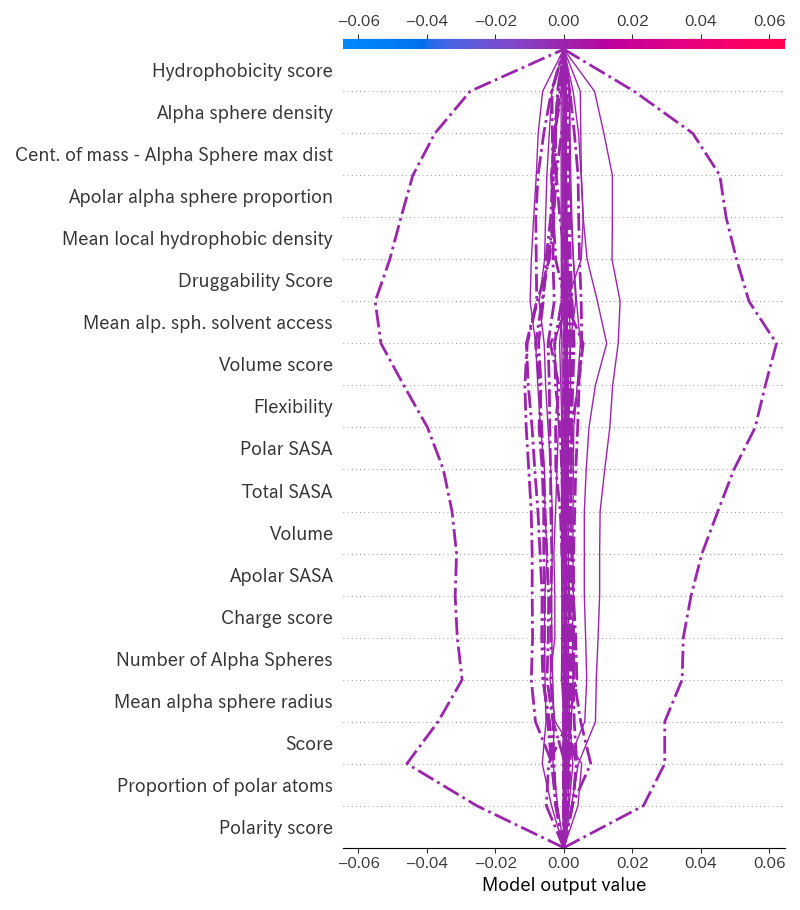 −0.06 −0.04 −0.02 0.00 0.02 0.04 0.06
Hydrophobicity score
Alpha sphere density
Cent. of mass - Alpha Sphere max dist
Apolar alpha sphere proportion
Mean local hydrophobic density
Druggability Score
Mean alp. sph. solvent access
Volume score
Flexibility
Polar SASA
Total SASA
Volume
Apolar SASA
Charge score
Number of Alpha Spheres
Mean alpha sphere radius
Score
Proportion of polar atoms
Polarity score
−0.06 −0.04 −0.02 0.00 0.02 0.04 0.06
Model output value